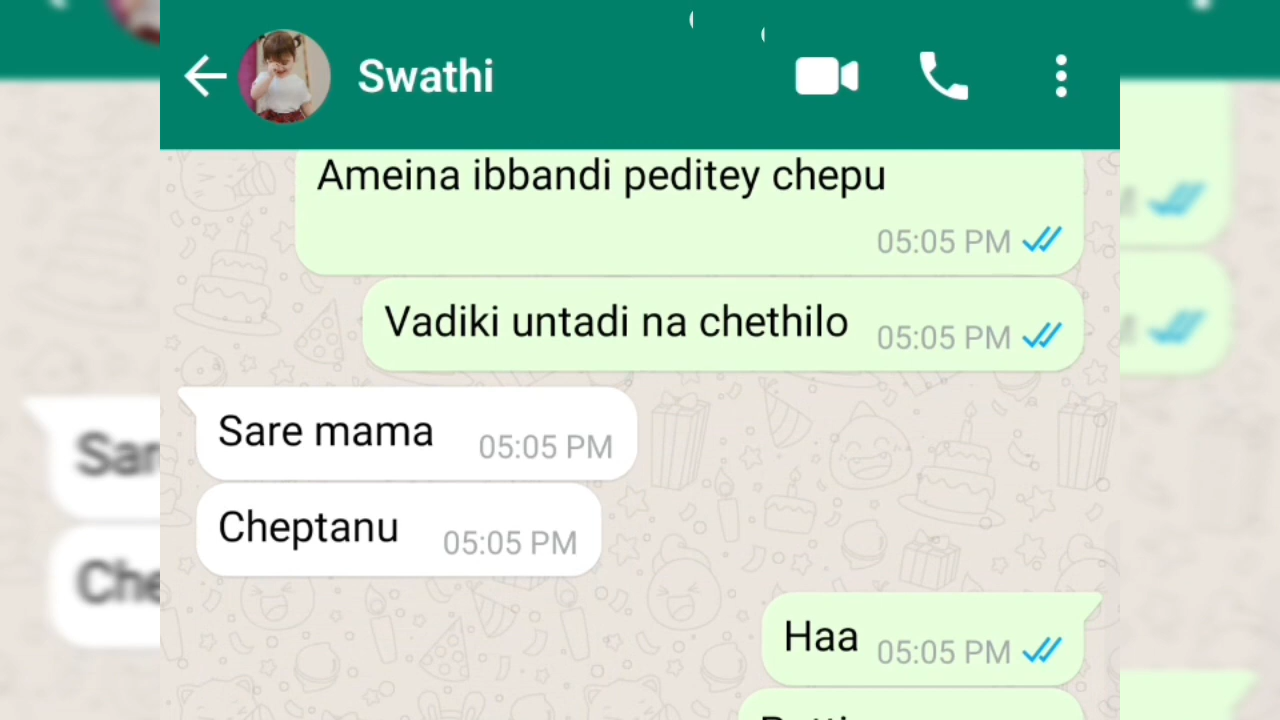 Swathi
Ameina ibbandi peditey chepu
05:05 PM
Vadiki untadi na chethilo 05:05 PM
Sare mama 05:05 PM
Cheptanu 05:05 PM
Haa 05:05 PM